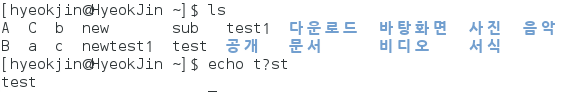 [hyeokjin@HyeokJin ~]$ ls
A C b new sub test1 다운로드 바탕화면 사진 음악
B a c newtest1 test 공개 문서 비디오 서식
[hyeokjin@HyeokJin ~]$ echo t?st
test